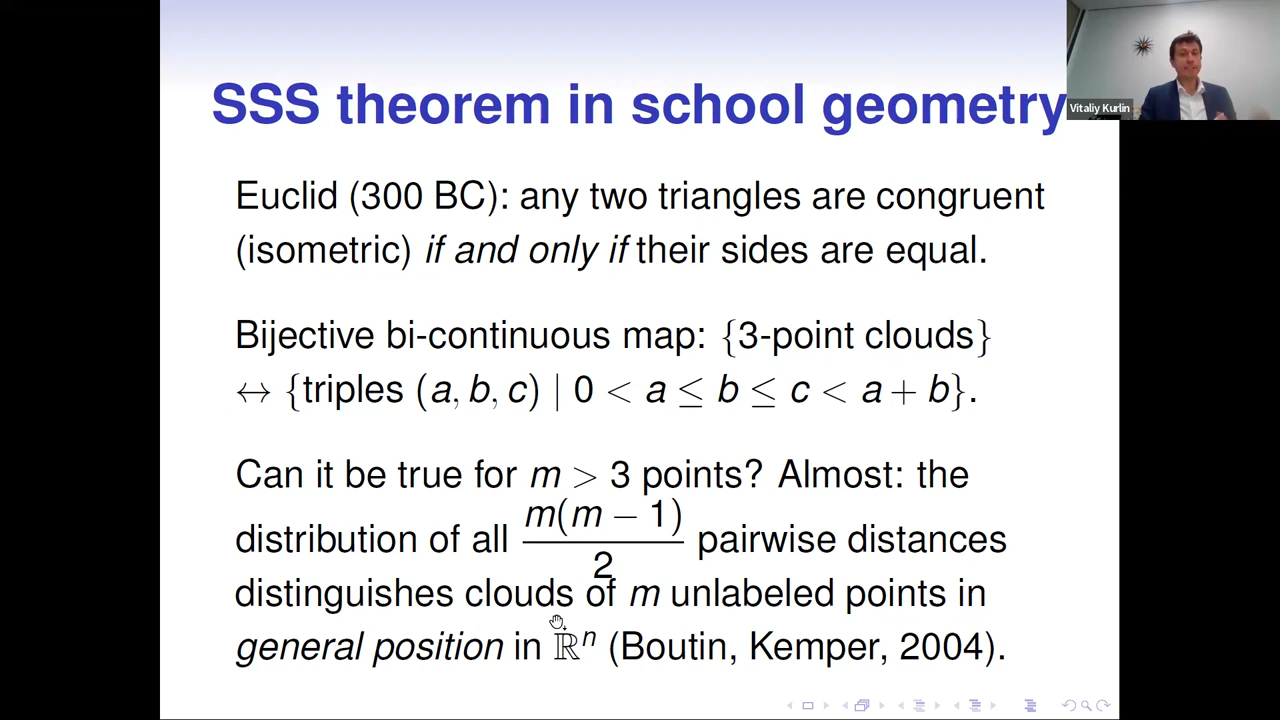 SSS theorem in school geometry
Vitaliy Kurlin
Euclid (300 BC): any two triangles are congruent
(isometric) if and only if their sides are equal.
Bijective bi-continuous map: {3-point clouds}
↔ {triples (a, b, c) | 0 < a ≤ b ≤ c < a + b}.
Can it be true for m > 3 points? Almost: the
distribution of all m(m − 1)/2 pairwise distances
distinguishes clouds of m unlabeled points in
general position in ℝⁿ (Boutin, Kemper, 2004).